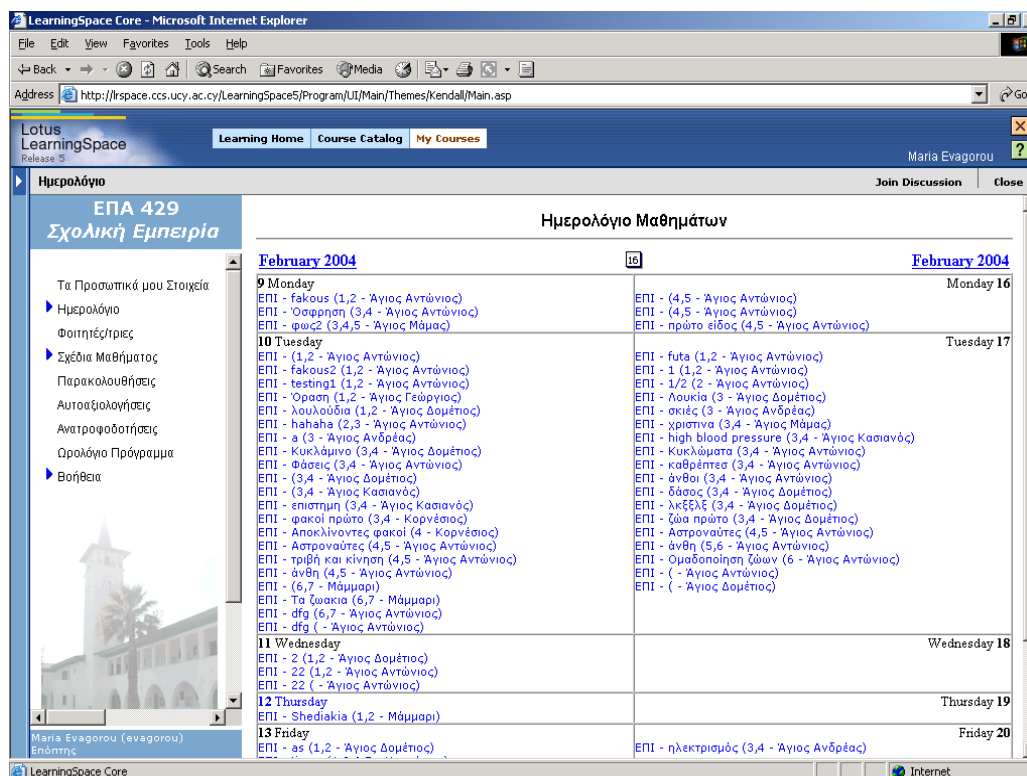 LearningSpace Core - Microsoft Internet Explorer
File Edit View Favorites Tools Help
Back Search Favorites Media
Address http://lrspace.ccs.ucy.ac.cy/LearningSpace5/Program/UI/Main/Themes/Kendall/Main.asp Go
Lotus
LearningSpace
Release 5
Learning Home Course Catalog My Courses
Maria Evagorou
?
Ημερολόγιο Join Discussion Close
ΕΠΑ 429
Σχολική Εμπειρία
Τα Προσωπικά μου Στοιχεία
Ημερολόγιο
Φοιτητές/τριες
Σχέδια Μαθήματος
Παρακολουθήσεις
Αυτοαξιολογήσεις
Ανατροφοδοτήσεις
Ωρολόγιο Πρόγραμμα
Βοήθεια
Maria Evagorou (evagorou)
Επόπτης
Ημερολόγιο Μαθημάτων
February 2004 16 February 2004
9 Monday
ΕΠΙ - fakous (1,2 - Άγιος Αντώνιος)
ΕΠΙ - Όσφρηση (3,4 - Άγιος Αντώνιος)
ΕΠΙ - φως2 (3,4,5 - Άγιος Μάμας)
Monday 16
ΕΠΙ - (4,5 - Άγιος Αντώνιος)
ΕΠΙ - (4,5 - Άγιος Αντώνιος)
ΕΠΙ - πρώτο είδος (4,5 - Άγιος Αντώνιος)
10 Tuesday
ΕΠΙ - (1,2 - Άγιος Αντώνιος)
ΕΠΙ - fakous2 (1,2 - Άγιος Αντώνιος)
ΕΠΙ - testing1 (1,2 - Άγιος Αντώνιος)
ΕΠΙ - Όραση (1,2 - Άγιος Γεώργιος)
ΕΠΙ - λουλούδια (1,2 - Άγιος Δομέτιος)
ΕΠΙ - hahaha (2,3 - Άγιος Αντώνιος)
ΕΠΙ - a (3 - Άγιος Ανδρέας)
ΕΠΙ - Κυκλάμινο (3,4 - Άγιος Δομέτιος)
ΕΠΙ - Φάσεις (3,4 - Άγιος Αντώνιος)
ΕΠΙ - (3,4 - Άγιος Δομέτιος)
ΕΠΙ - (3,4 - Άγιος Κασιανός)
ΕΠΙ - επιστημη (3,4 - Άγιος Κασιανός)
ΕΠΙ - φακοί πρώτο (3,4 - Κορνέσιος)
ΕΠΙ - Αποκλίνοντες φακοί (4 - Κορνέσιος)
ΕΠΙ - Αστροναύτες (4,5 - Άγιος Αντώνιος)
ΕΠΙ - τριβή και κίνηση (4,5 - Άγιος Αντώνιος)
ΕΠΙ - άνθη (4,5 - Άγιος Αντώνιος)
ΕΠΙ - (6,7 - Μάμμαρι)
ΕΠΙ - Τα ζωακια (6,7 - Μάμμαρι)
ΕΠΙ - dfg (6,7 - Άγιος Αντώνιος)
ΕΠΙ - dfg ( - Άγιος Αντώνιος)
Tuesday 17
ΕΠΙ - futa (1,2 - Άγιος Αντώνιος)
ΕΠΙ - 1 (1,2 - Άγιος Αντώνιος)
ΕΠΙ - 1/2 (2 - Άγιος Αντώνιος)
ΕΠΙ - Λουκία (3 - Άγιος Δομέτιος)
ΕΠΙ - σκιές (3 - Άγιος Ανδρέας)
ΕΠΙ - χριστινα (3,4 - Άγιος Μάμας)
ΕΠΙ - high blood pressure (3,4 - Άγιος Κασιανός)
ΕΠΙ - Κυκλώματα (3,4 - Άγιος Αντώνιος)
ΕΠΙ - καθρέπτεσ (3,4 - Άγιος Αντώνιος)
ΕΠΙ - άνθοι (3,4 - Άγιος Αντώνιος)
ΕΠΙ - δάσος (3,4 - Άγιος Αντώνιος)
ΕΠΙ - λκξξλξ (3,4 - Άγιος Δομέτιος)
ΕΠΙ - ζώα πρώτο (3,4 - Άγιος Δομέτιος)
ΕΠΙ - Αστροναύτες (4,5 - Άγιος Αντώνιος)
ΕΠΙ - άνθη (5,6 - Άγιος Αντώνιος)
ΕΠΙ - Ομαδοποίηση ζώων (6 - Άγιος Αντώνιος)
ΕΠΙ - ( - Άγιος Αντώνιος)
ΕΠΙ - ( - Άγιος Δομέτιος)
11 Wednesday
ΕΠΙ - 2 (1,2 - Άγιος Δομέτιος)
ΕΠΙ - 22 (1,2 - Άγιος Αντώνιος)
ΕΠΙ - 22 ( - Άγιος Αντώνιος)
Wednesday 18
12 Thursday
ΕΠΙ - Shediakia (1,2 - Μάμμαρι)
Thursday 19
13 Friday
ΕΠΙ - as (1,2 - Άγιος Δομέτιος)
Friday 20
ΕΠΙ - ηλεκτρισμός (3,4 - Άγιος Ανδρέας)
LearningSpace Core Internet